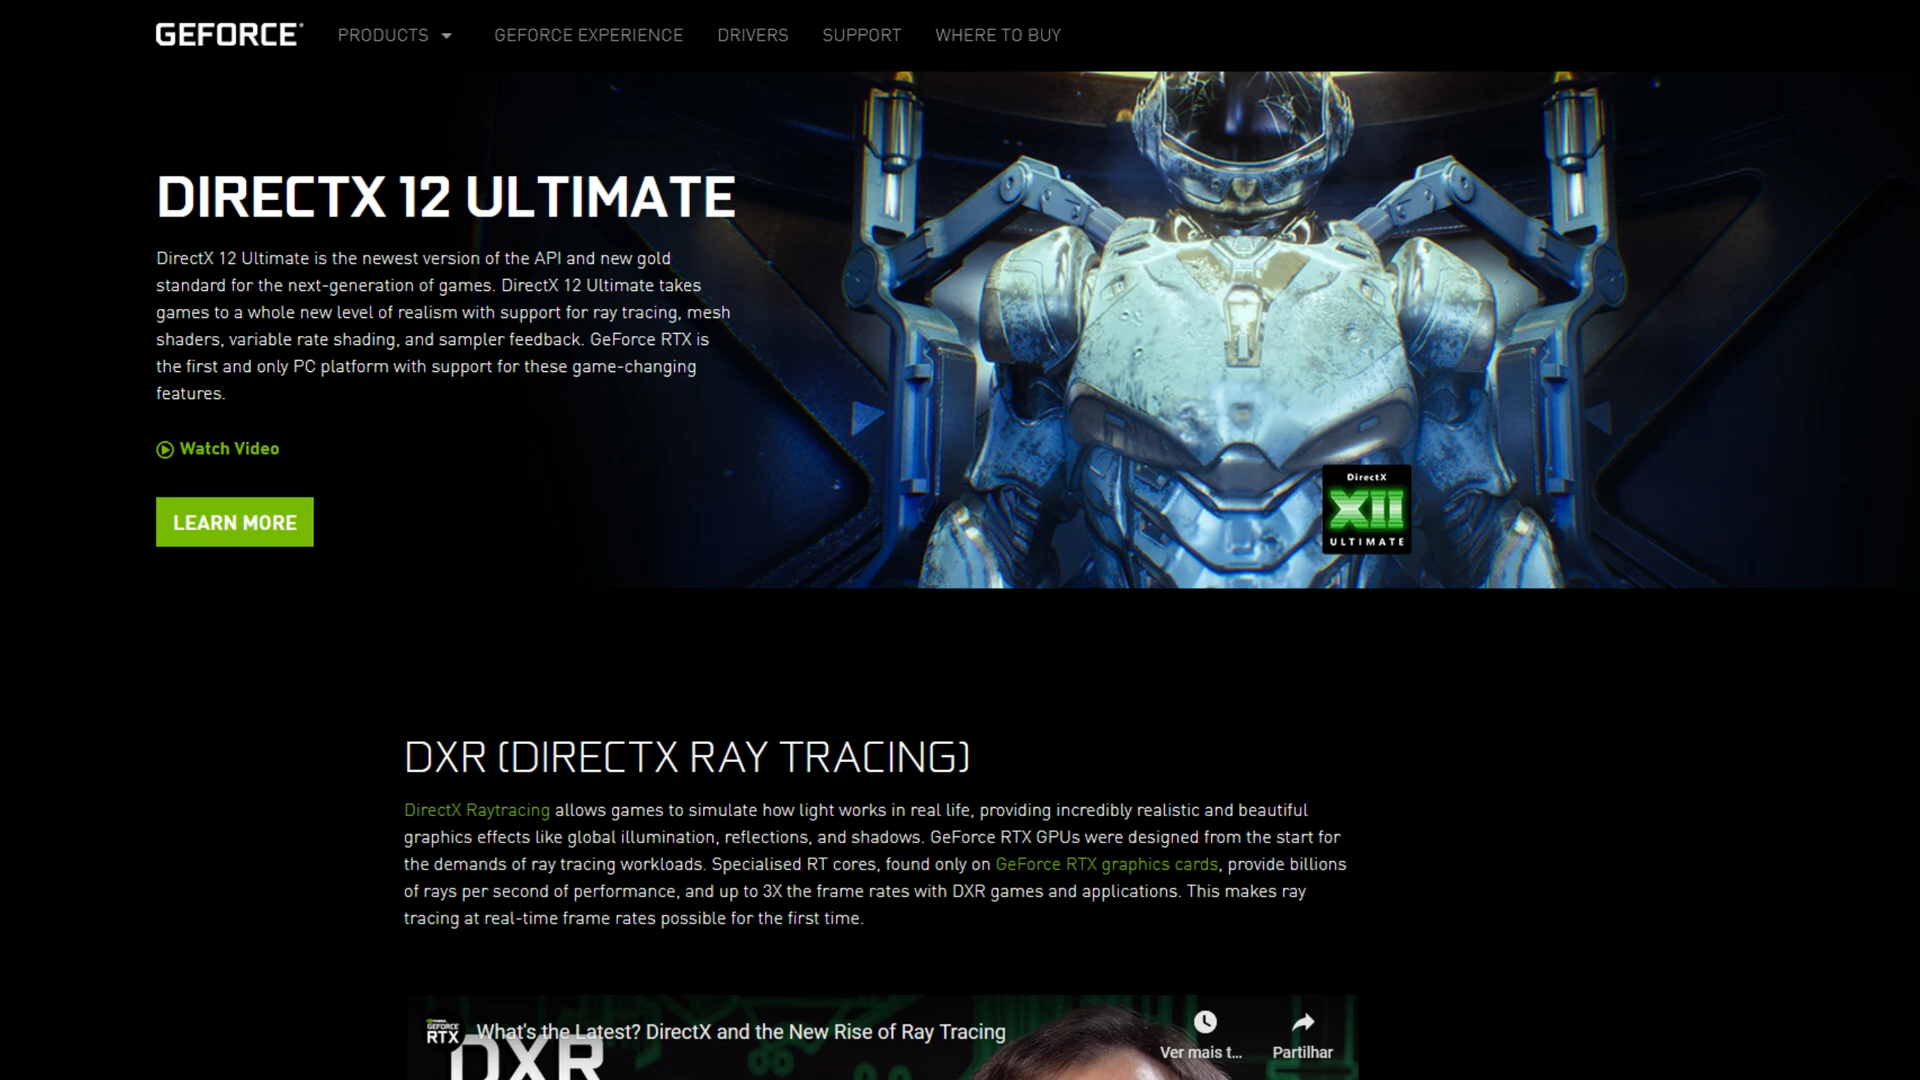 GEFORCE
PRODUCTS
GEFORCE EXPERIENCE
DRIVERS
SUPPORT
WHERE TO BUY
DIRECTX 12 ULTIMATE
DirectX 12 Ultimate is the newest version of the API and new gold
standard for the next-generation of games. DirectX 12 Ultimate takes
games to a whole new level of realism with support for ray tracing, mesh
shaders, variable rate shading, and sampler feedback. GeForce RTX is
the first and only PC platform with support for these game-changing
features.
Watch Video
LEARN MORE
DirectX
XII
ULTIMATE
DXR (DIRECTX RAY TRACING)
DirectX Raytracing allows games to simulate how light works in real life, providing incredibly realistic and beautiful
graphics effects like global illumination, reflections, and shadows. GeForce RTX GPUs were designed from the start for
the demands of ray tracing workloads. Specialised RT cores, found only on GeForce RTX graphics cards, provide billions
of rays per second of performance, and up to 3X the frame rates with DXR games and applications. This makes ray
tracing at real-time frame rates possible for the first time.
GEFORCE
RTX
What's the Latest? DirectX and the New Rise of Ray Tracing
Ver mais t...
Partilhar
DXR